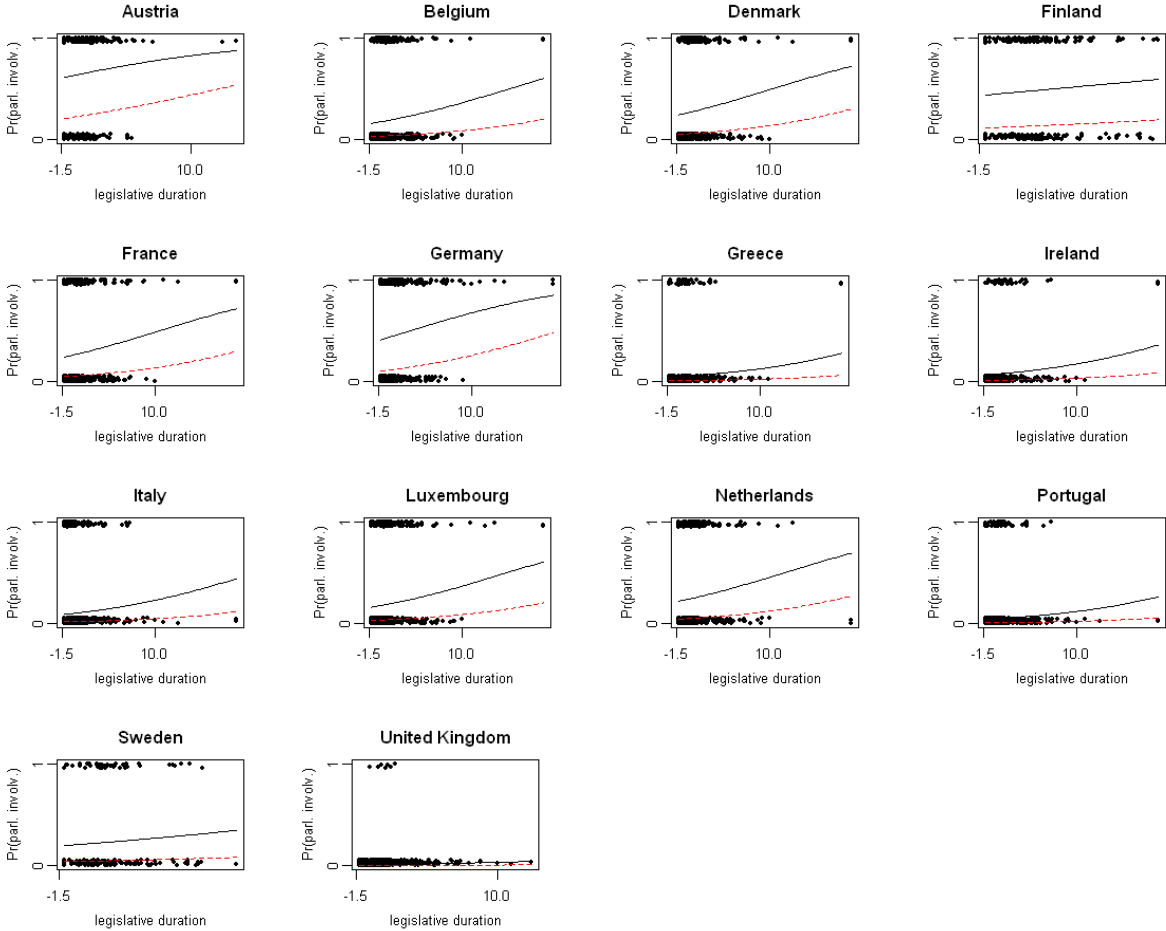 Austria
Pr(parl. involv.)
1
0
-1.5 10.0
legislative duration
Belgium
Pr(parl. involv.)
1
0
-1.5 10.0
legislative duration
Denmark
Pr(parl. involv.)
1
0
-1.5 10.0
legislative duration
Finland
Pr(parl. involv.)
1
0
-1.5
legislative duration
France
Pr(parl. involv.)
1
0
-1.5 10.0
legislative duration
Germany
Pr(parl. involv.)
1
0
-1.5 10.0
legislative duration
Greece
Pr(parl. involv.)
1
0
-1.5 10.0
legislative duration
Ireland
Pr(parl. involv.)
1
0
-1.5 10.0
legislative duration
Italy
Pr(parl. involv.)
1
0
-1.5 10.0
legislative duration
Luxembourg
Pr(parl. involv.)
1
0
-1.5 10.0
legislative duration
Netherlands
Pr(parl. involv.)
1
0
-1.5 10.0
legislative duration
Portugal
Pr(parl. involv.)
1
0
-1.5 10.0
legislative duration
Sweden
Pr(parl. involv.)
1
0
-1.5
legislative duration
United Kingdom
Pr(parl. involv.)
1
0
-1.5 10.0
legislative duration